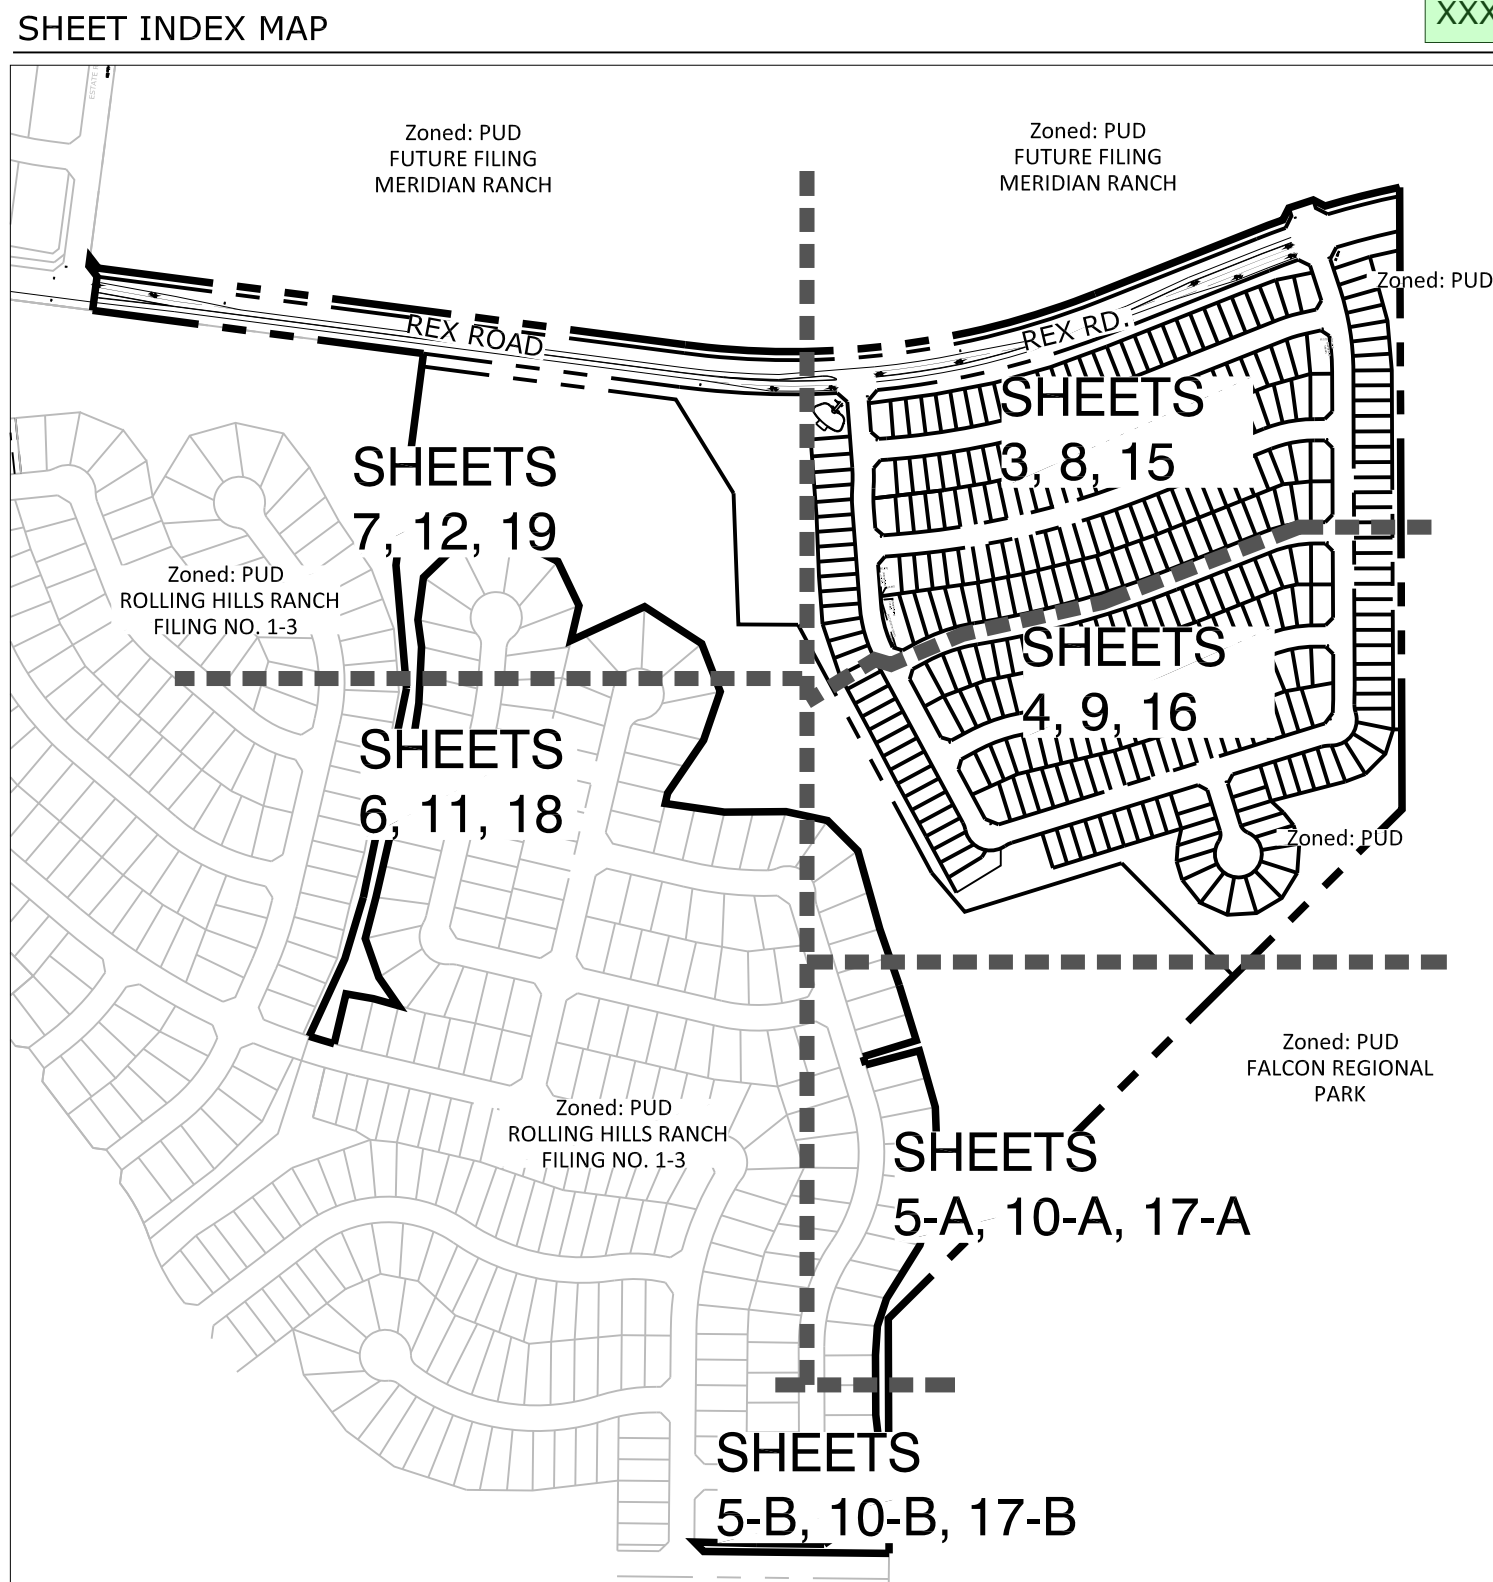 SHEET INDEX MAP
XXX
Zoned: PUD
FUTURE FILING
MERIDIAN RANCH
Zoned: PUD
FUTURE FILING
MERIDIAN RANCH
Zoned: PUD
REX ROAD
REX RD.
SHEETS
3, 8, 15
SHEETS
7, 12, 19
Zoned: PUD
ROLLING HILLS RANCH
FILING NO. 1-3
SHEETS
4, 9, 16
SHEETS
6, 11, 18
Zoned: PUD
Zoned: PUD
FALCON REGIONAL
PARK
Zoned: PUD
ROLLING HILLS RANCH
FILING NO. 1-3
SHEETS
5-A, 10-A, 17-A
SHEETS
5-B, 10-B, 17-B